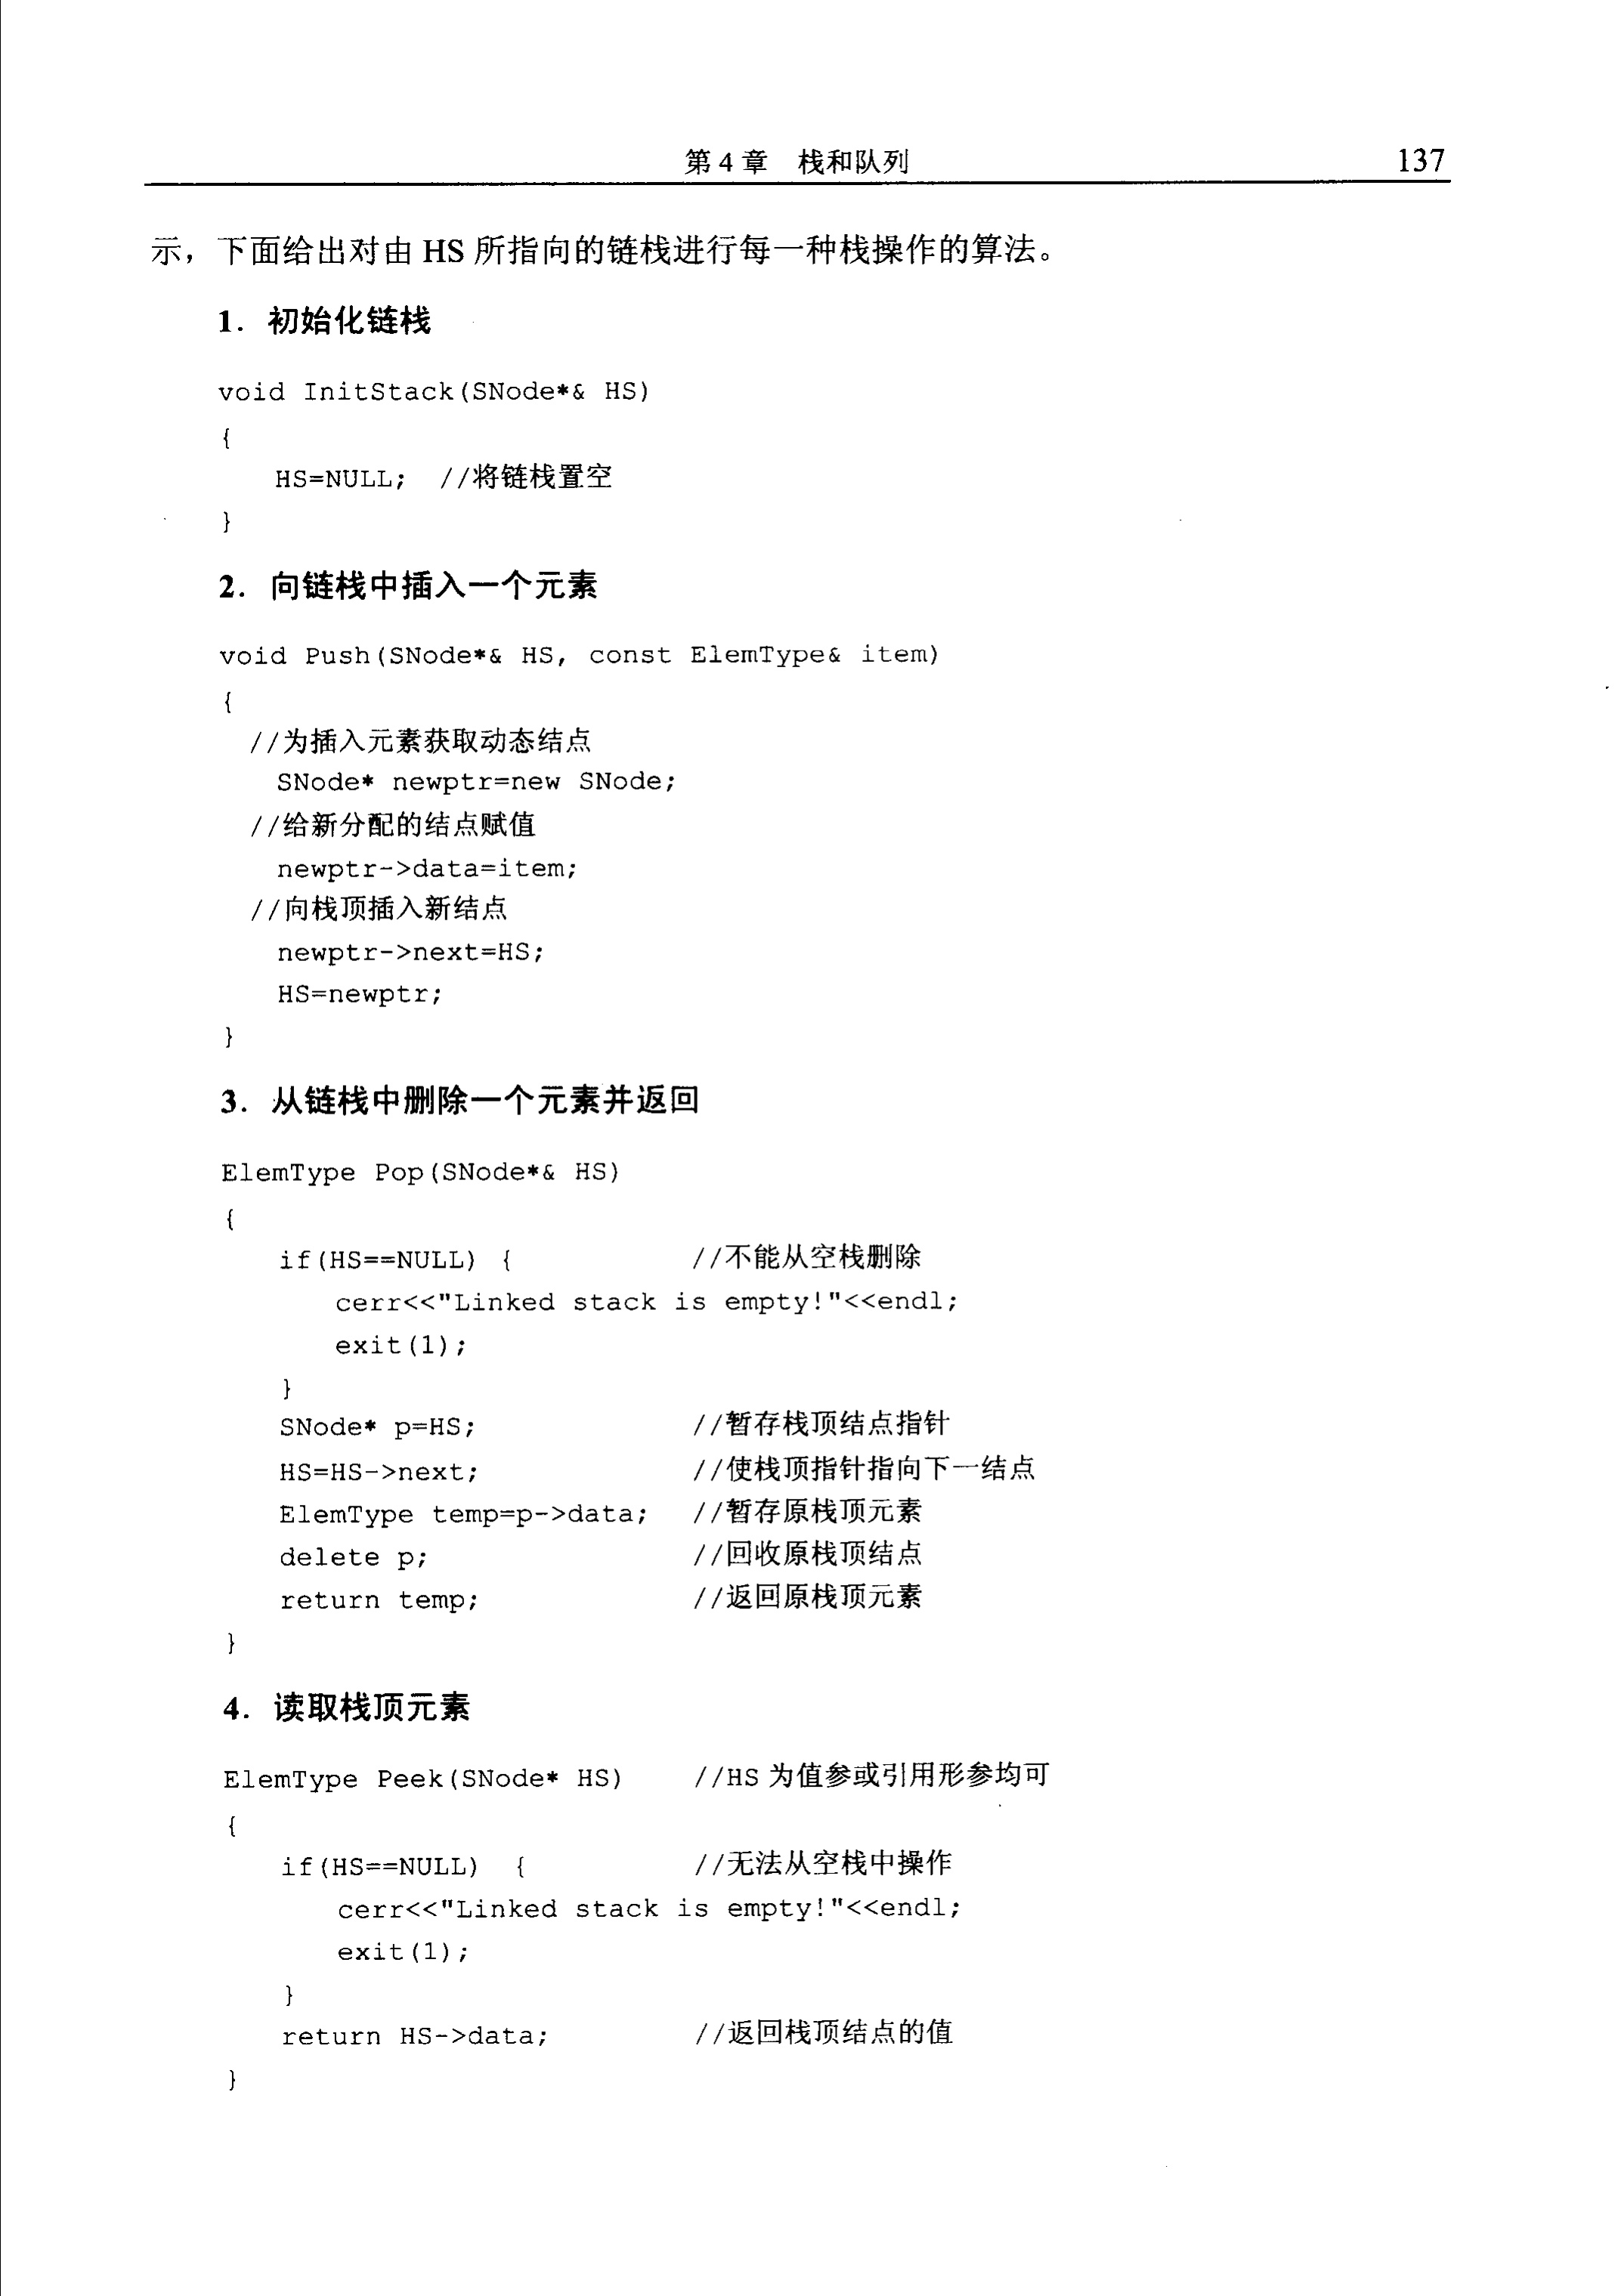 第 4 章 栈和队列 137
示，下面给出对由 HS 所指向的链栈进行每一种栈操作的算法。
1. 初始化链栈
void InitStack(SNode*& HS)
{
HS=NULL; //将链栈置空
}
2. 向链栈中插入一个元素
void Push(SNode*& HS, const ElemType& item)
{
//为插入元素获取动态结点
SNode* newptr=new SNode;
//给新分配的结点赋值
newptr->data=item;
//向栈顶插入新结点
newptr->next=HS;
HS=newptr;
}
3. 从链栈中删除一个元素并返回
ElemType Pop(SNode*& HS)
{
if(HS==NULL) { //不能从空栈删除
cerr<<"Linked stack is empty!"<<endl;
exit(1);
}
SNode* p=HS; //暂存栈顶结点指针
HS=HS->next; //使栈顶指针指向下一结点
ElemType temp=p->data; //暂存原栈顶元素
delete p; //回收原栈顶结点
return temp; //返回原栈顶元素
}
4. 读取栈顶元素
ElemType Peek(SNode* HS) //HS 为值参或引用形参均可
{
if(HS==NULL) { //无法从空栈中操作
cerr<<"Linked stack is empty!"<<endl;
exit(1);
}
return HS->data; //返回栈顶结点的值
}